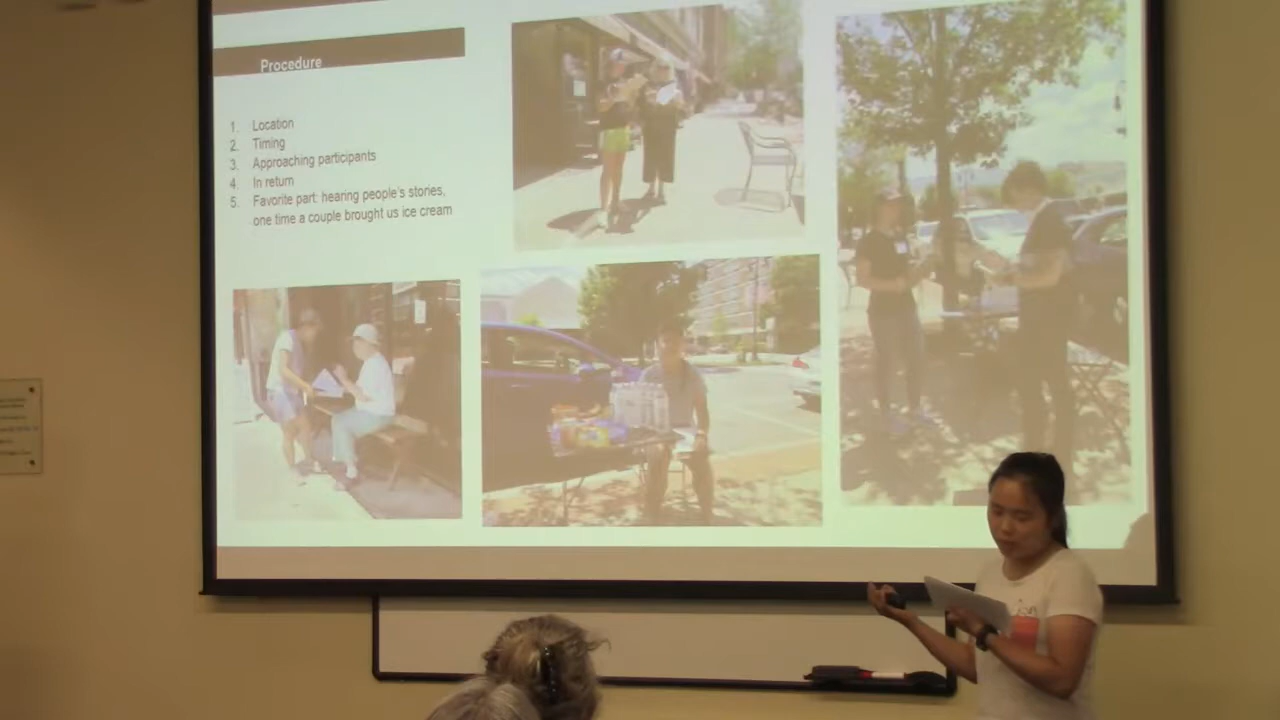 Procedure
1. Location
2. Timing
3. Approaching participants
4. In return
5. Favorite part: hearing people's stories,
one time a couple brought us ice cream